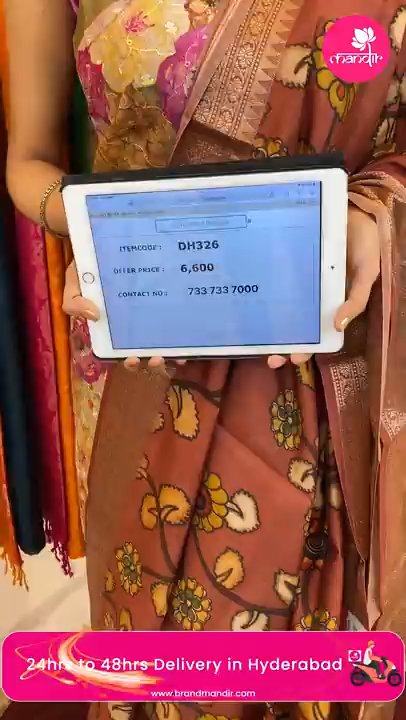 mandir
ITEMCODE : DH326
OFFER PRICE : 6,600
CONTACT NO : 733 733 7000
24hrs to 48hrs Delivery in Hyderabad
www.brandmandir.com